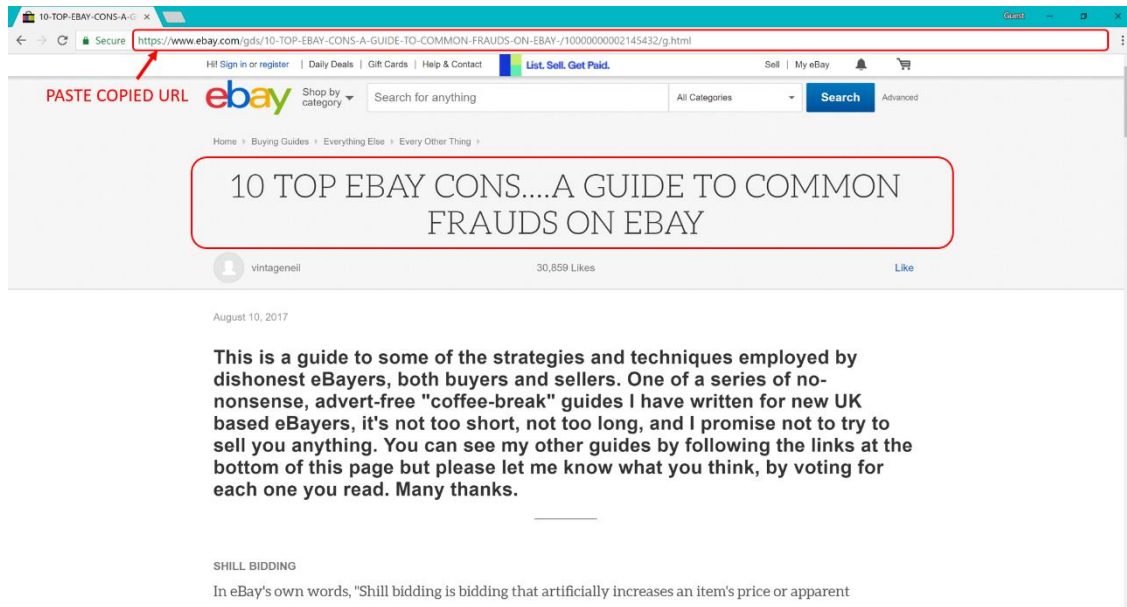 10-TOP-EBAY-CONS-A-G
Guest
Secure https://www.ebay.com/gds/10-TOP-EBAY-CONS-A-GUIDE-TO-COMMON-FRAUDS-ON-EBAY-/10000000002145432/g.html
Hi! Sign in or register | Daily Deals | Gift Cards | Help & Contact List. Sell. Get Paid. Sell | My eBay
PASTE COPIED URL
ebay Shop by category Search for anything All Categories Search Advanced
Home Buying Guides Everything Else Every Other Thing
10 TOP EBAY CONS....A GUIDE TO COMMON
FRAUDS ON EBAY
vintageneil 30,859 Likes Like
August 10, 2017
This is a guide to some of the strategies and techniques employed by
dishonest eBayers, both buyers and sellers. One of a series of no-
nonsense, advert-free "coffee-break" guides I have written for new UK
based eBayers, it's not too short, not too long, and I promise not to try to
sell you anything. You can see my other guides by following the links at the
bottom of this page but please let me know what you think, by voting for
each one you read. Many thanks.
SHILL BIDDING
In eBay's own words, "Shill bidding is bidding that artificially increases an item's price or apparent